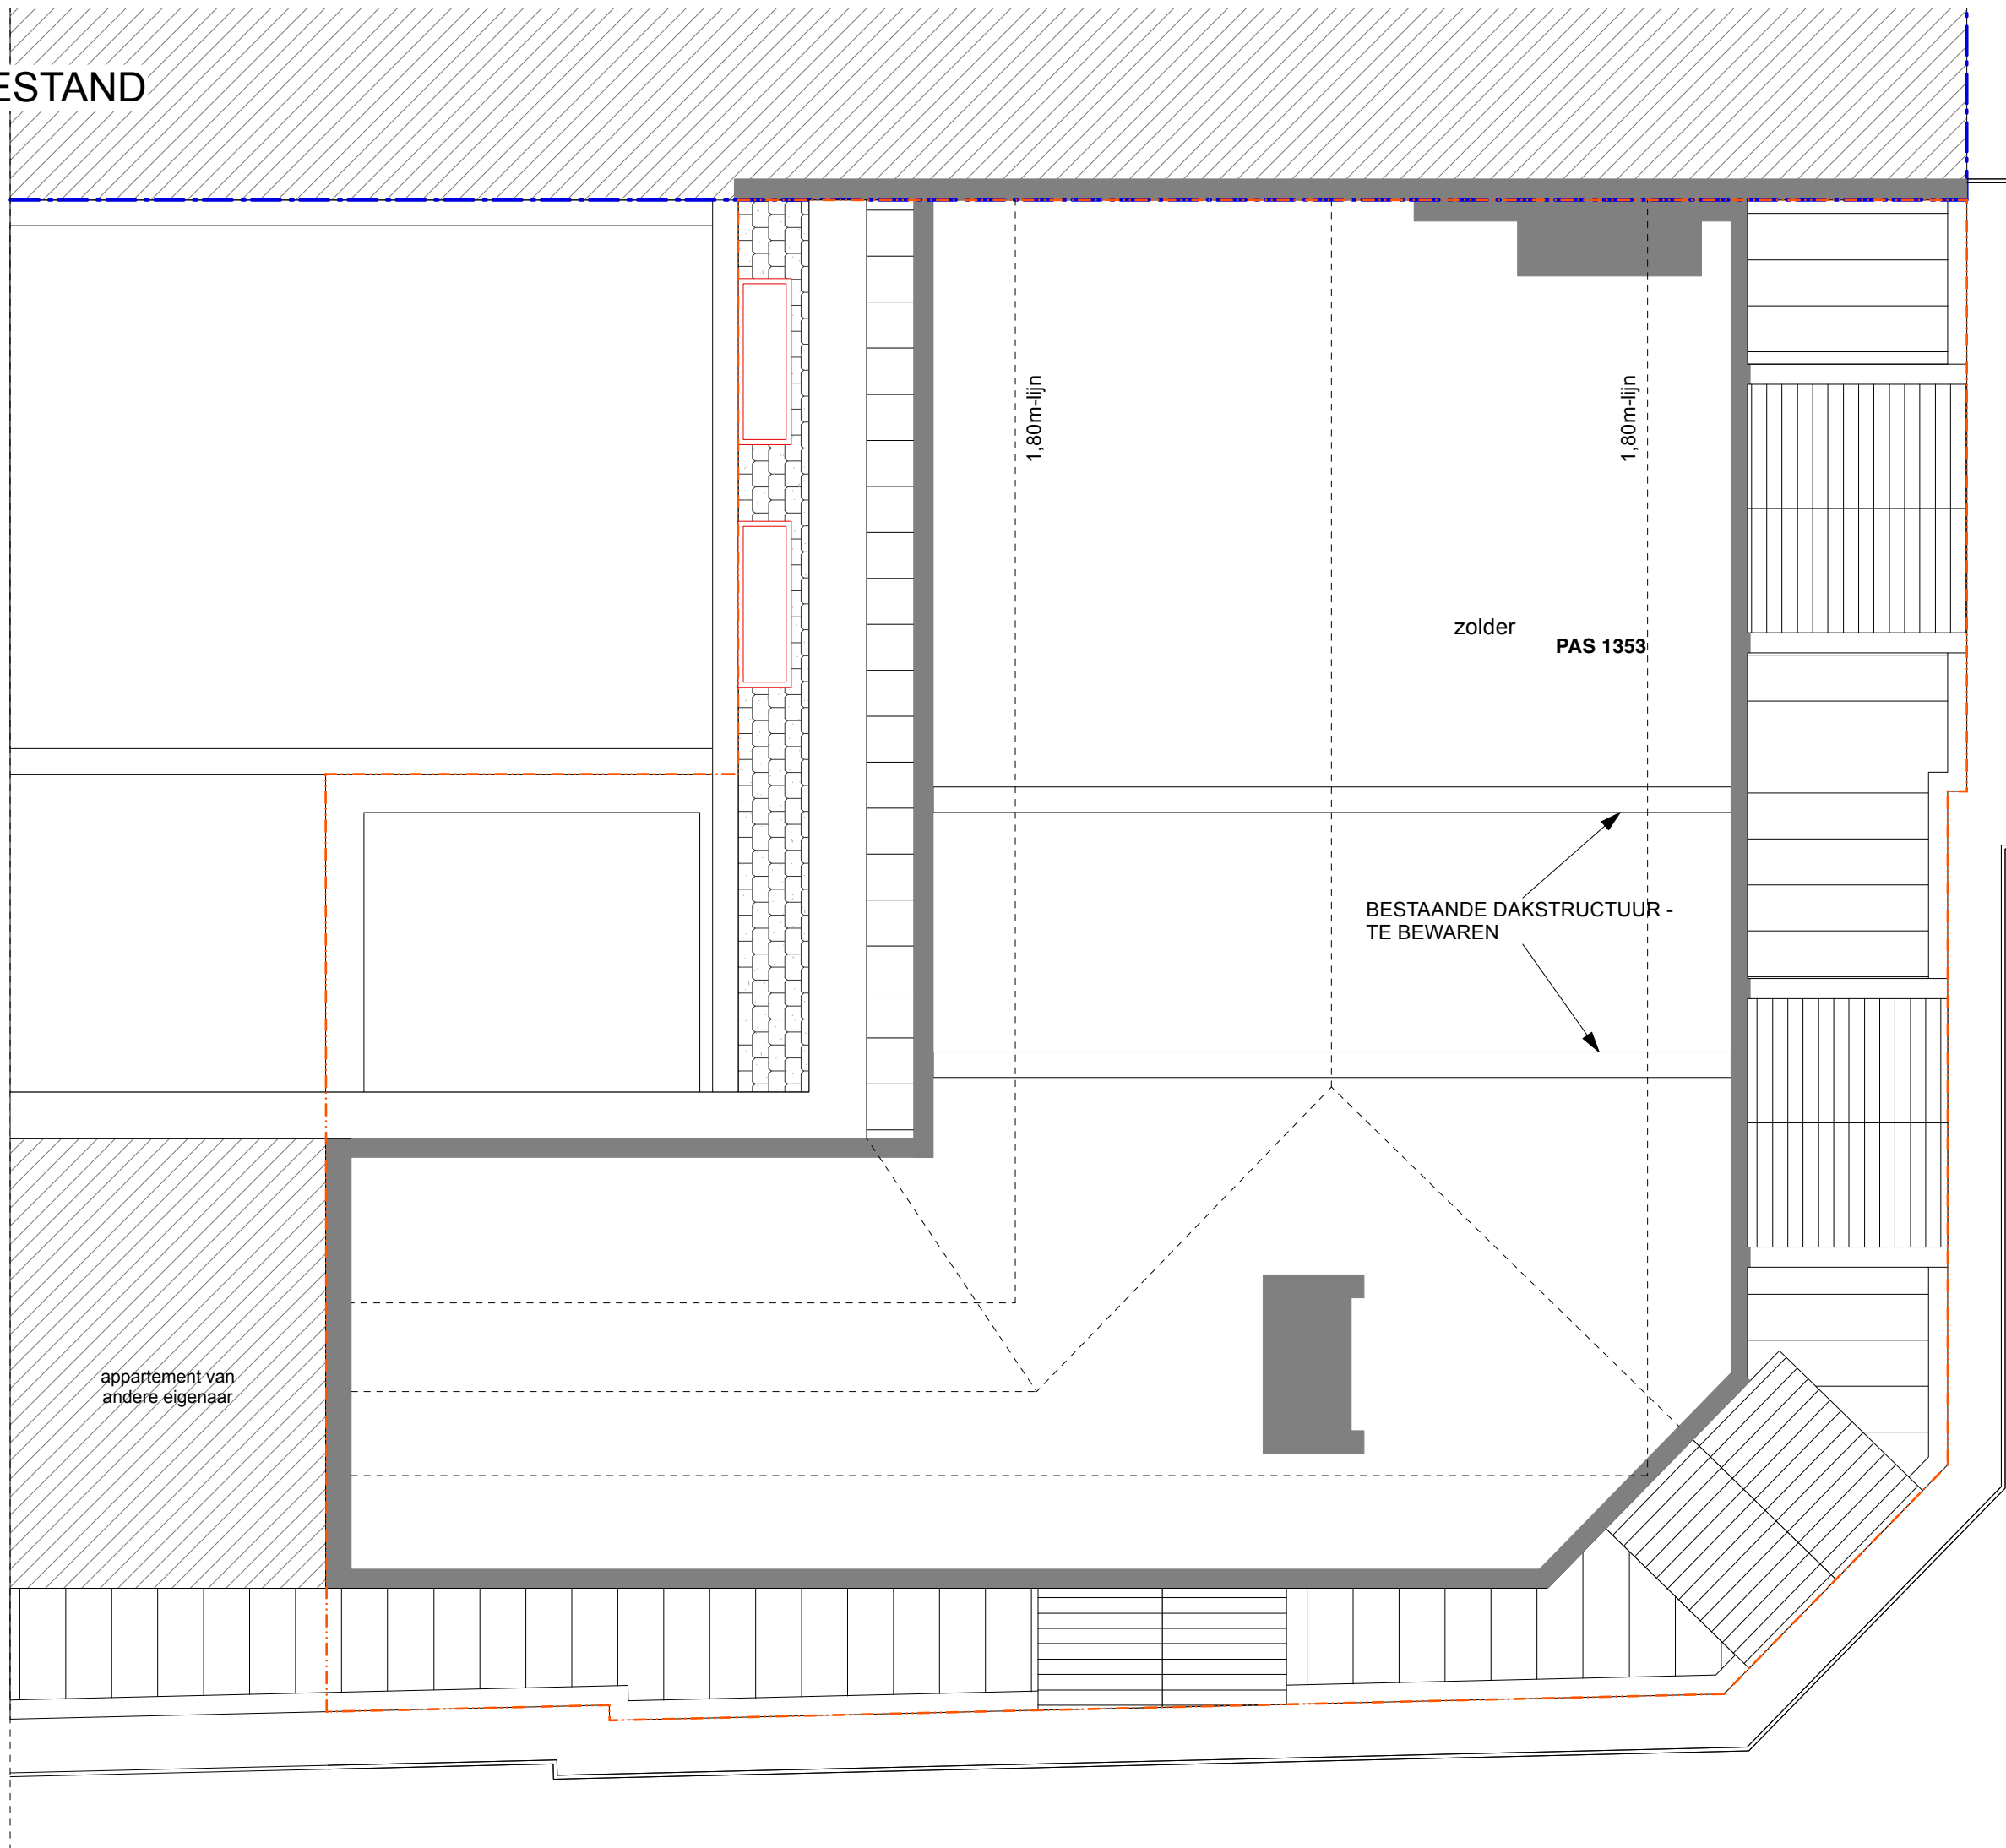 ESTAND
1,80m-lijn
1,80m-lijn
zolder
PAS 1353
BESTAANDE DAKSTRUCTUUR -
TE BEWAREN
appartement van
andere eigenaar